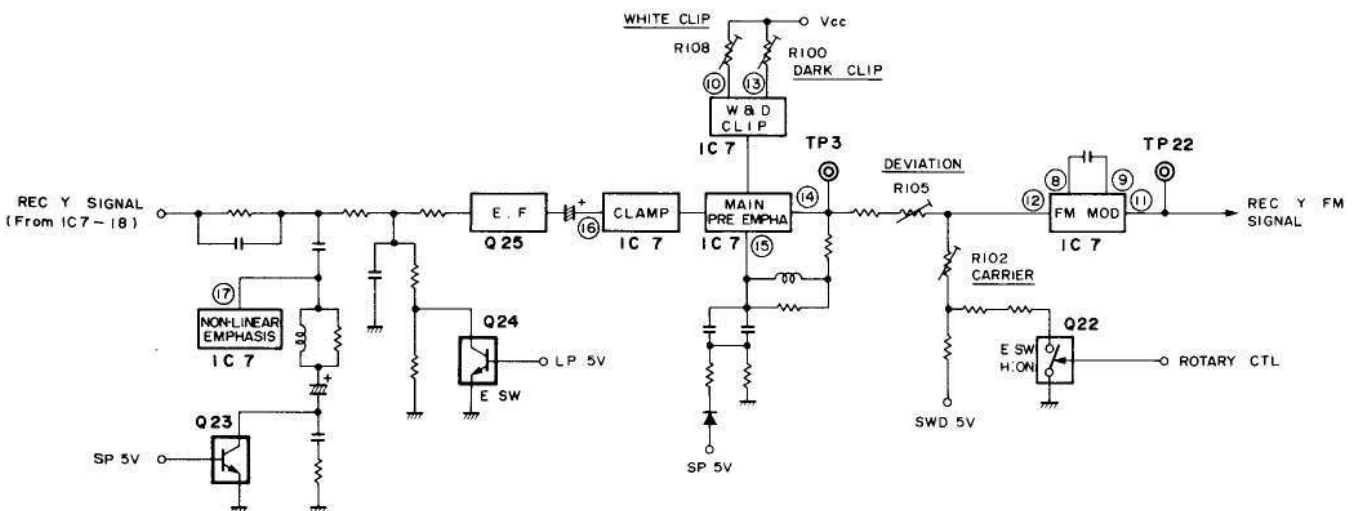 WHITE CLIP
Vcc
R108
R100
DARK CLIP
10
13
W & D
CLIP
IC 7
TP3
TP22
DEVIATION
R105
8
9
REC Y SIGNAL
(From IC7-18)
E.F
Q25
+
16
CLAMP
IC 7
MAIN
PRE EMPHA
IC 7
14
15
12
FM MOD
IC 7
11
REC Y FM
SIGNAL
R102
CARRIER
17
NON-LINEAR
EMPHASIS
IC 7
+
Q24
LP 5V
E SW
Q22
E SW
H:ON
ROTARY CTL
SWD 5V
Q23
SP 5V
SP 5V